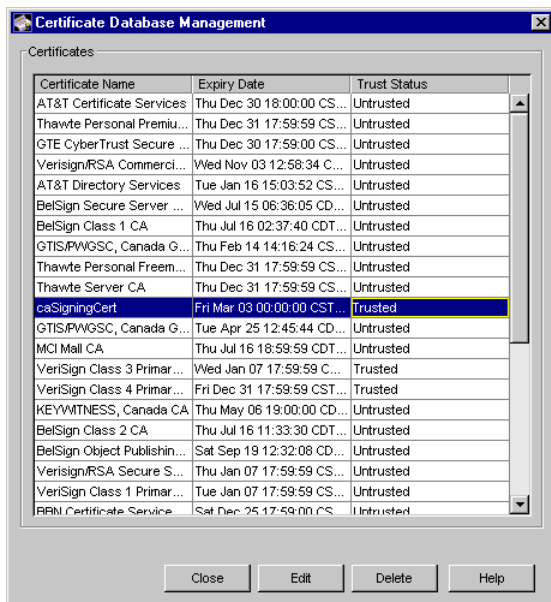 Certificate Database Management
Certificates
Certificate Name Expiry Date Trust Status
AT&T Certificate Services Thu Dec 30 18:00:00 CS... Untrusted
Thawte Personal Premiu... Thu Dec 31 17:59:59 CS... Untrusted
GTE CyberTrust Secure ... Thu Dec 30 17:59:00 CS... Untrusted
Verisign/RSA Commerci... Wed Nov 03 12:58:34 C... Untrusted
AT&T Directory Services Tue Jan 16 15:03:52 CS... Untrusted
BelSign Secure Server ... Wed Jul 15 06:36:05 CD... Untrusted
BelSign Class 1 CA Thu Jul 16 02:37:40 CDT... Untrusted
GTIS/PWGSC, Canada G... Thu Feb 14 14:16:24 CS... Untrusted
Thawte Personal Freem... Thu Dec 31 17:59:59 CS... Untrusted
Thawte Server CA Thu Dec 31 17:59:59 CS... Untrusted
caSigningCert Fri Mar 03 00:00:00 CST... Trusted
GTIS/PWGSC, Canada G... Tue Apr 25 12:45:44 CD... Untrusted
MCI Mall CA Thu Jul 16 18:59:59 CDT... Untrusted
VeriSign Class 3 Primar... Wed Jan 07 17:59:59 C... Trusted
VeriSign Class 4 Primar... Fri Dec 31 17:59:59 CST... Trusted
KEYWITNESS, Canada CA Thu May 06 19:00:00 CD... Untrusted
BelSign Class 2 CA Thu Jul 16 11:33:30 CDT... Untrusted
BelSign Object Publishin... Sat Sep 19 12:32:08 CD... Untrusted
Verisign/RSA Secure S... Thu Jan 07 17:59:59 CS... Untrusted
VeriSign Class 1 Primar... Tue Jan 07 17:59:59 CS... Untrusted
BBN Certificate Service... Sat Dec 25 17:59:00 CS... Untrusted
Close Edit Delete Help